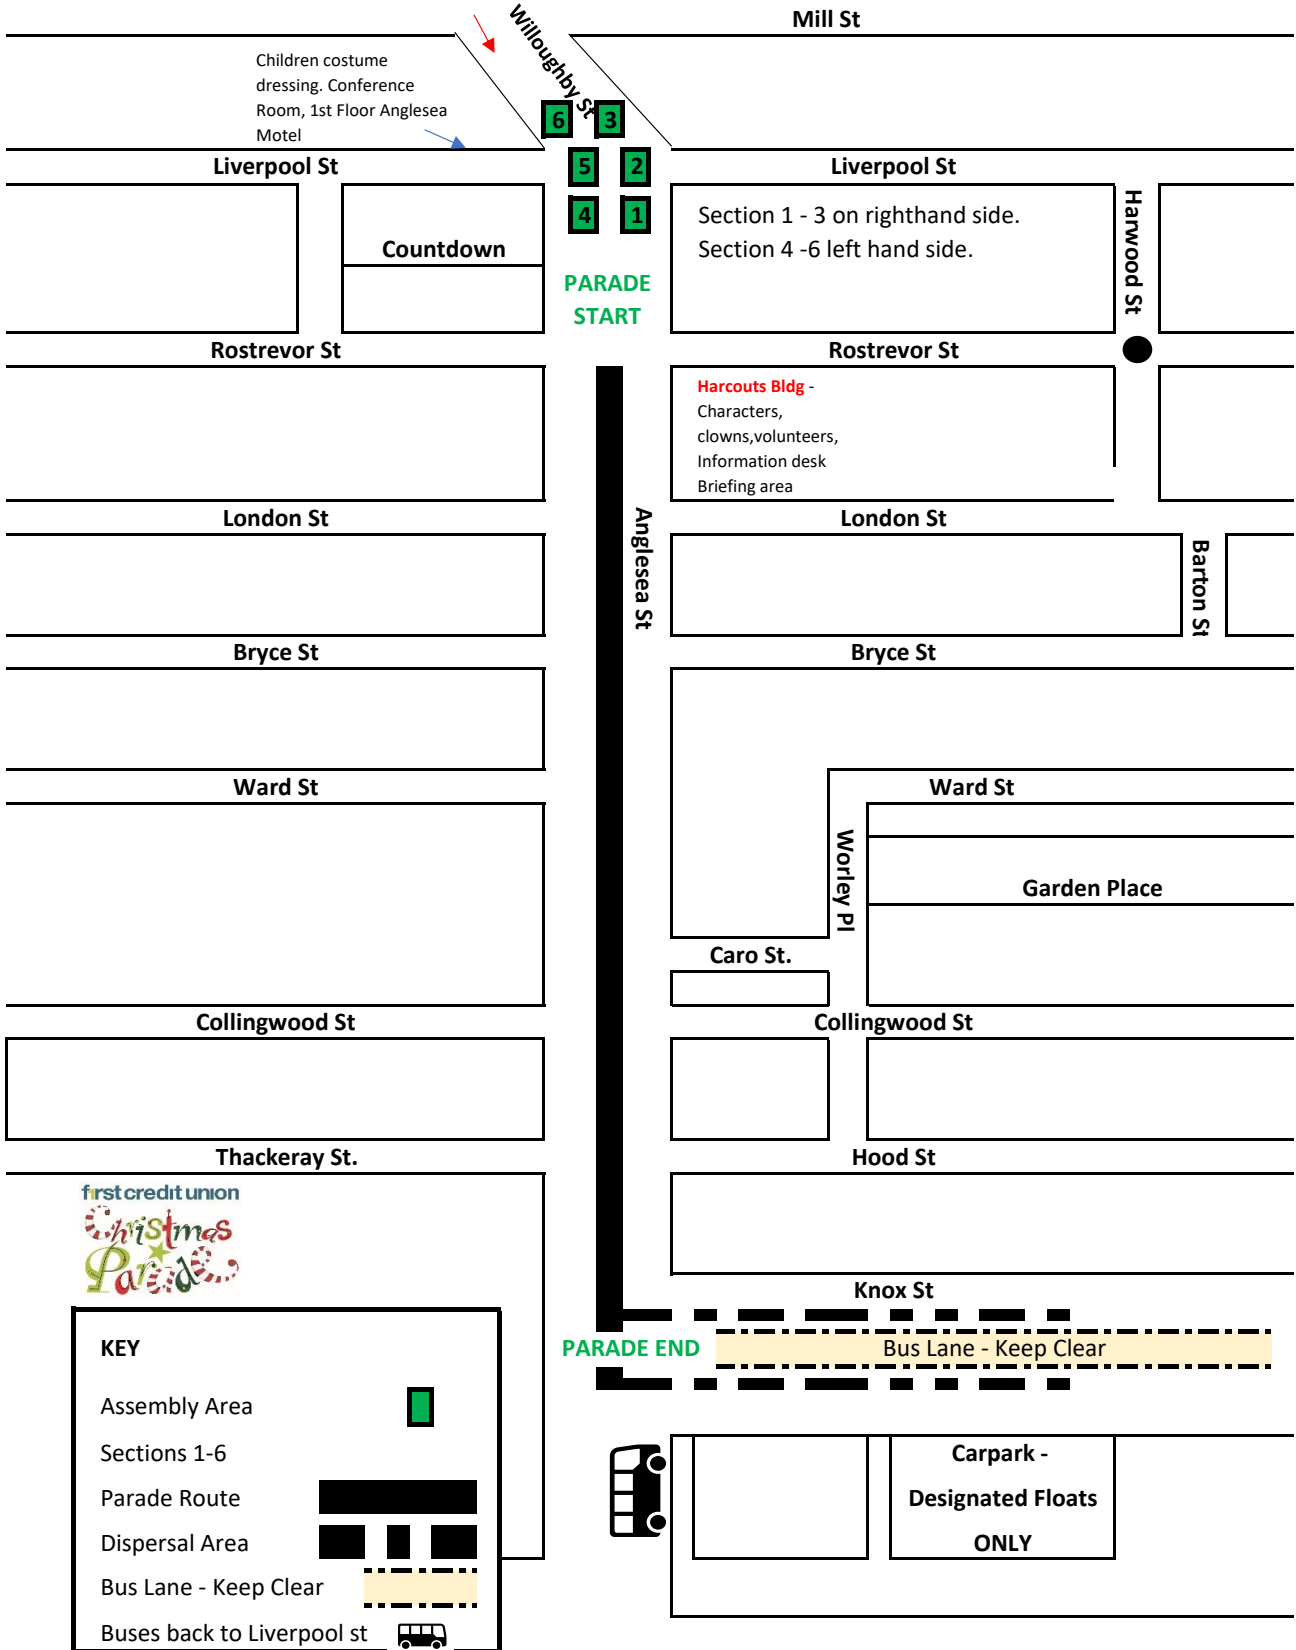 Mill St
Willoughby St
Children costume
dressing. Conference
Room, 1st Floor Anglesea
Motel
6
3
Liverpool St
5
2
Liverpool St
4
1
Section 1 - 3 on righthand side.
Section 4 -6 left hand side.
Harwood St
Countdown
PARADE
START
Rostrevor St
Rostrevor St
Harcouts Bldg -
Characters,
clowns,volunteers,
Information desk
Briefing area
London St
London St
Anglesea St
Barton St
Bryce St
Bryce St
Ward St
Ward St
Worley Pl
Garden Place
Caro St.
Collingwood St
Collingwood St
Thackeray St.
Hood St
first credit union
Christmas
Parade
Knox St
PARADE END
Bus Lane - Keep Clear
KEY
Assembly Area
Sections 1-6
Parade Route
Dispersal Area
Bus Lane - Keep Clear
Buses back to Liverpool st
Carpark -
Designated Floats
ONLY